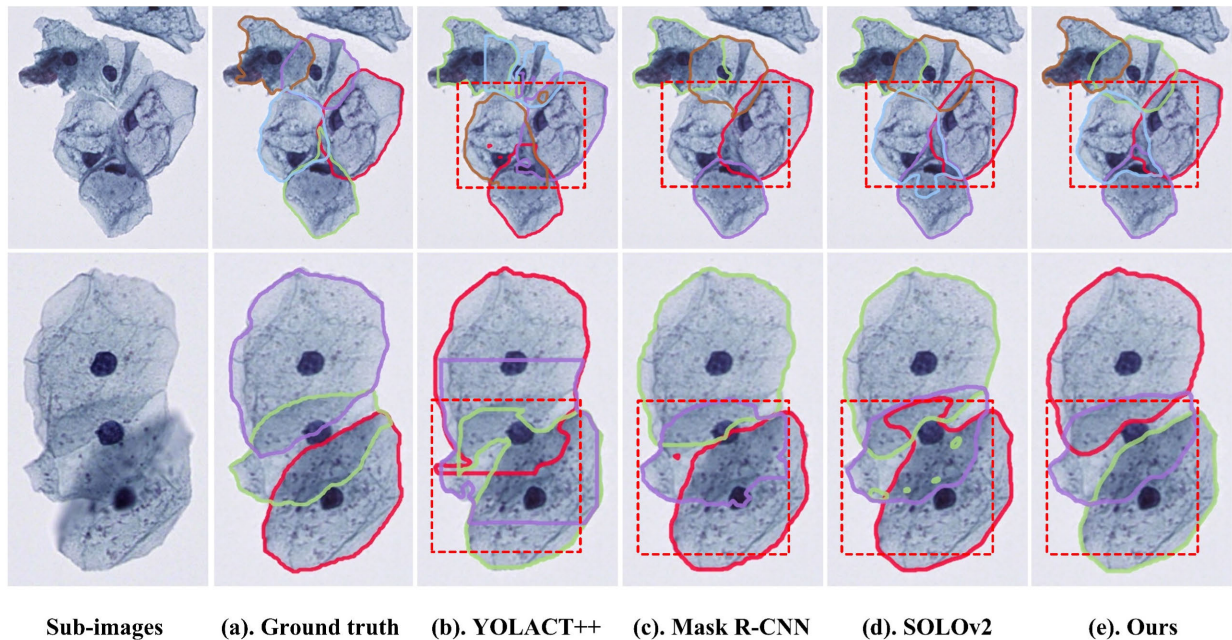 Sub-images (a). Ground truth (b). YOLACT++ (c). Mask R-CNN (d). SOLOv2 (e). Ours